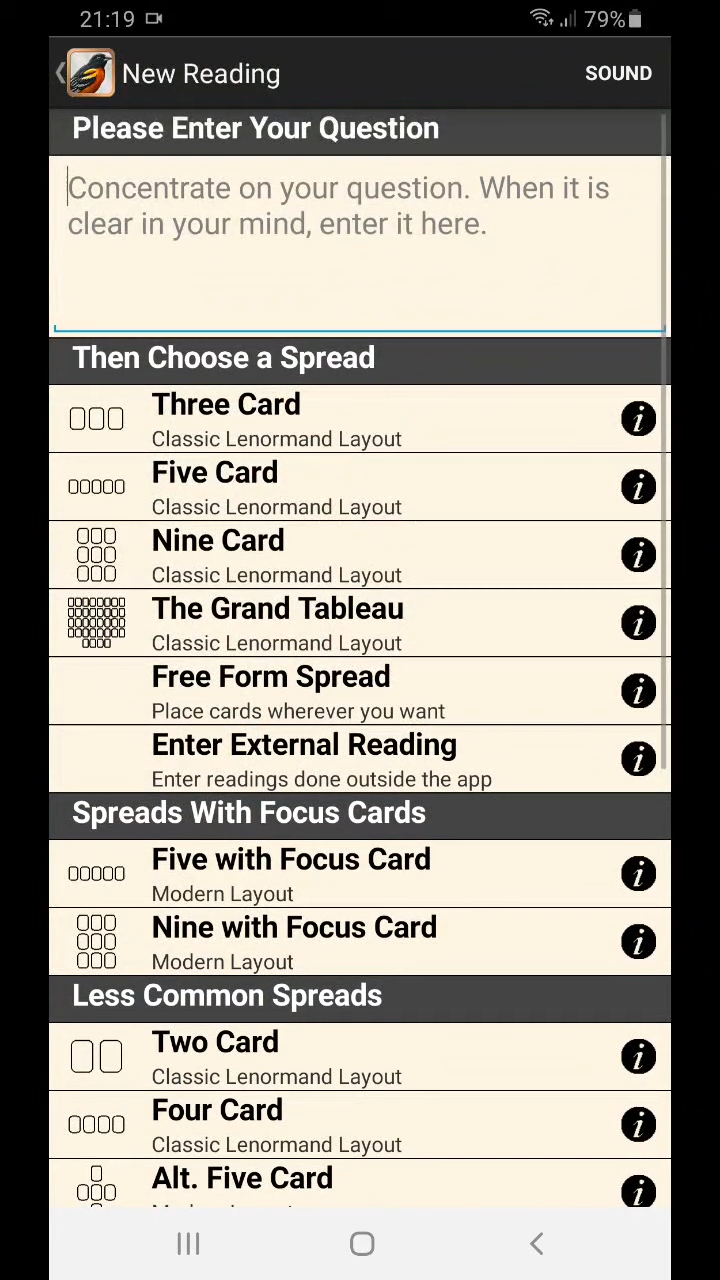 21:19
79%
New Reading
SOUND
Please Enter Your Question
Concentrate on your question. When it is
clear in your mind, enter it here.
Then Choose a Spread
Three Card
Classic Lenormand Layout
i
Five Card
Classic Lenormand Layout
i
Nine Card
Classic Lenormand Layout
i
The Grand Tableau
Classic Lenormand Layout
i
Free Form Spread
Place cards wherever you want
i
Enter External Reading
Enter readings done outside the app
i
Spreads With Focus Cards
Five with Focus Card
Modern Layout
i
Nine with Focus Card
Modern Layout
i
Less Common Spreads
Two Card
Classic Lenormand Layout
i
Four Card
Classic Lenormand Layout
i
Alt. Five Card
i